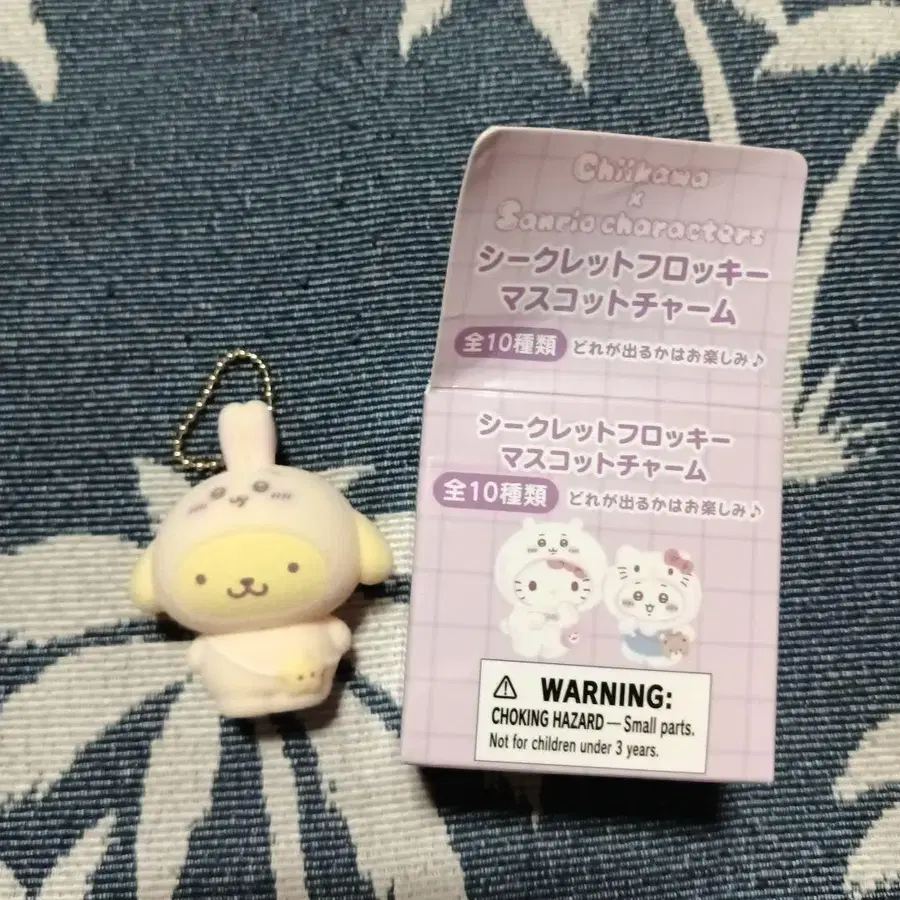 Chiikawa
×
Sanrio characters
シークレットフロッキー
マスコットチャーム
全10種類 どれが出るかはお楽しみ♪
シークレットフロッキー
マスコットチャーム
全10種類 どれが出るかはお楽しみ♪
⚠ WARNING:
CHOKING HAZARD — Small parts.
Not for children under 3 years.